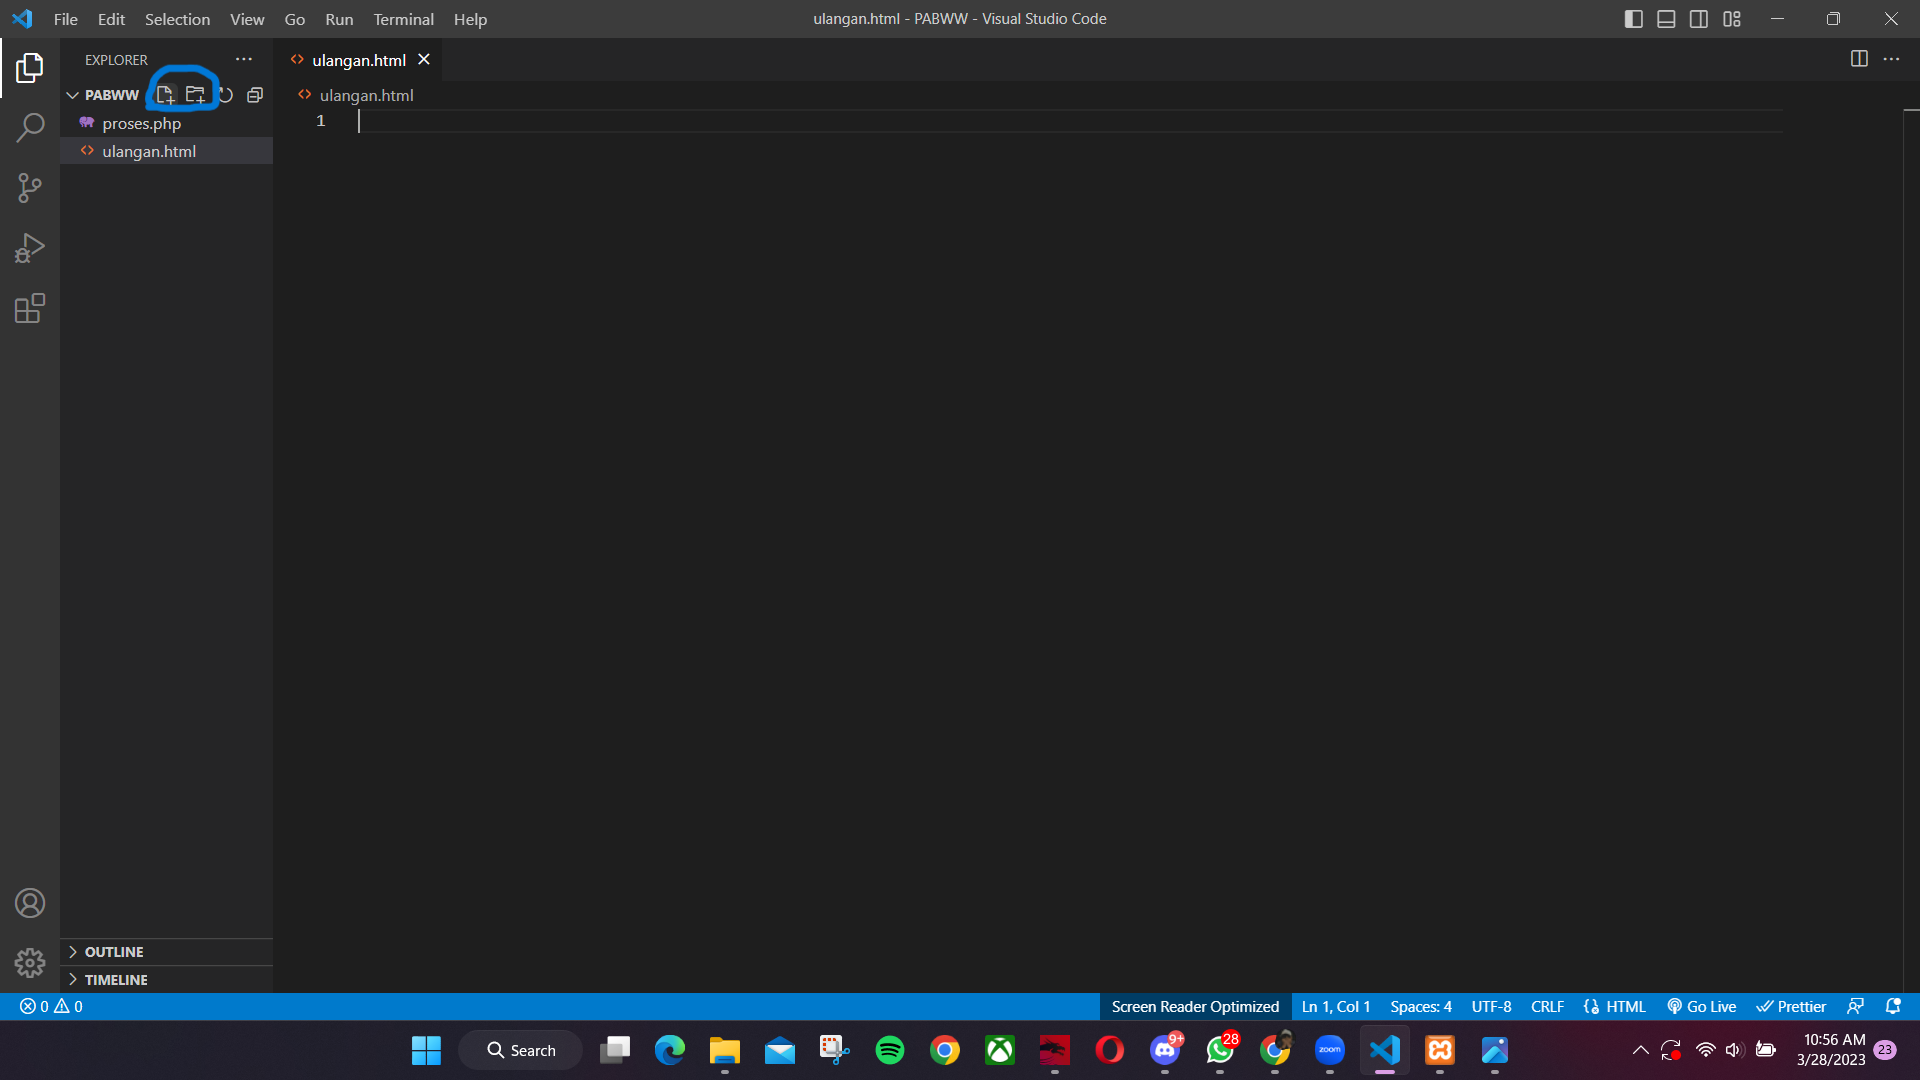 File Edit Selection View Go Run Terminal Help
ulangan.html - PABWW - Visual Studio Code
EXPLORER
ulangan.html
PABWW
ulangan.html
proses.php
1
ulangan.html
OUTLINE
TIMELINE
0 0
Screen Reader Optimized Ln 1, Col 1 Spaces: 4 UTF-8 CRLF HTML Go Live Prettier
Search
9+
28
zoom
10:56 AM
3/28/2023
23